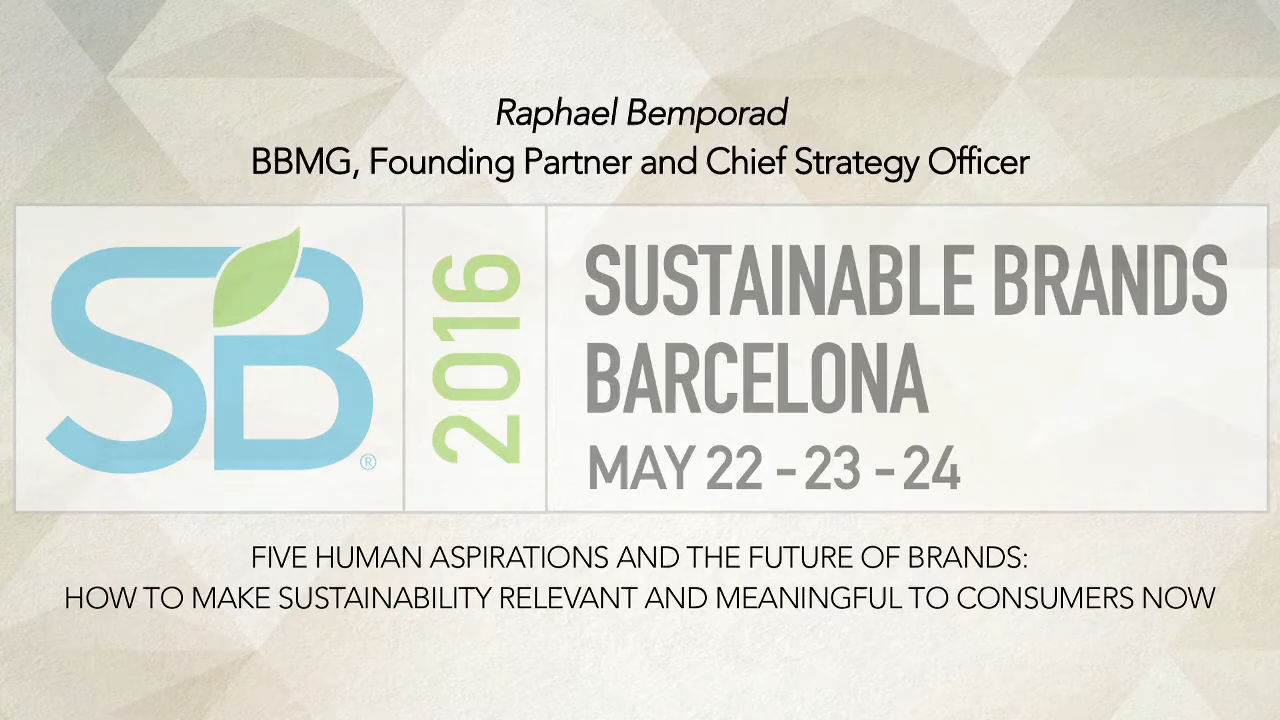 Raphael Bemporad
BBMG, Founding Partner and Chief Strategy Officer
SB®
2016
SUSTAINABLE BRANDS
BARCELONA
MAY 22 - 23 - 24
FIVE HUMAN ASPIRATIONS AND THE FUTURE OF BRANDS:
HOW TO MAKE SUSTAINABILITY RELEVANT AND MEANINGFUL TO CONSUMERS NOW